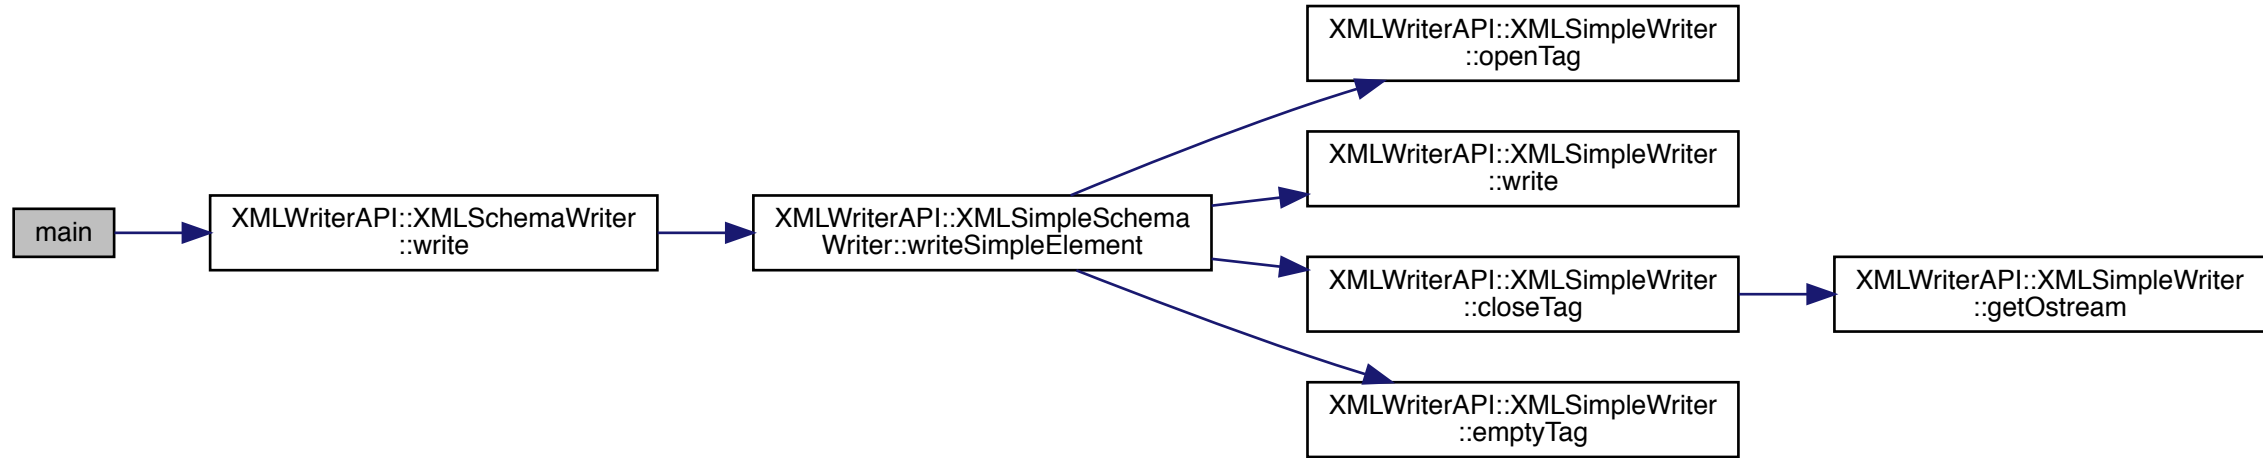 main
XMLWriterAPI::XMLSchemaWriter
::write
XMLWriterAPI::XMLSimpleSchema
Writer::writeSimpleElement
XMLWriterAPI::XMLSimpleWriter
::openTag
XMLWriterAPI::XMLSimpleWriter
::write
XMLWriterAPI::XMLSimpleWriter
::closeTag
XMLWriterAPI::XMLSimpleWriter
::getOstream
XMLWriterAPI::XMLSimpleWriter
::emptyTag